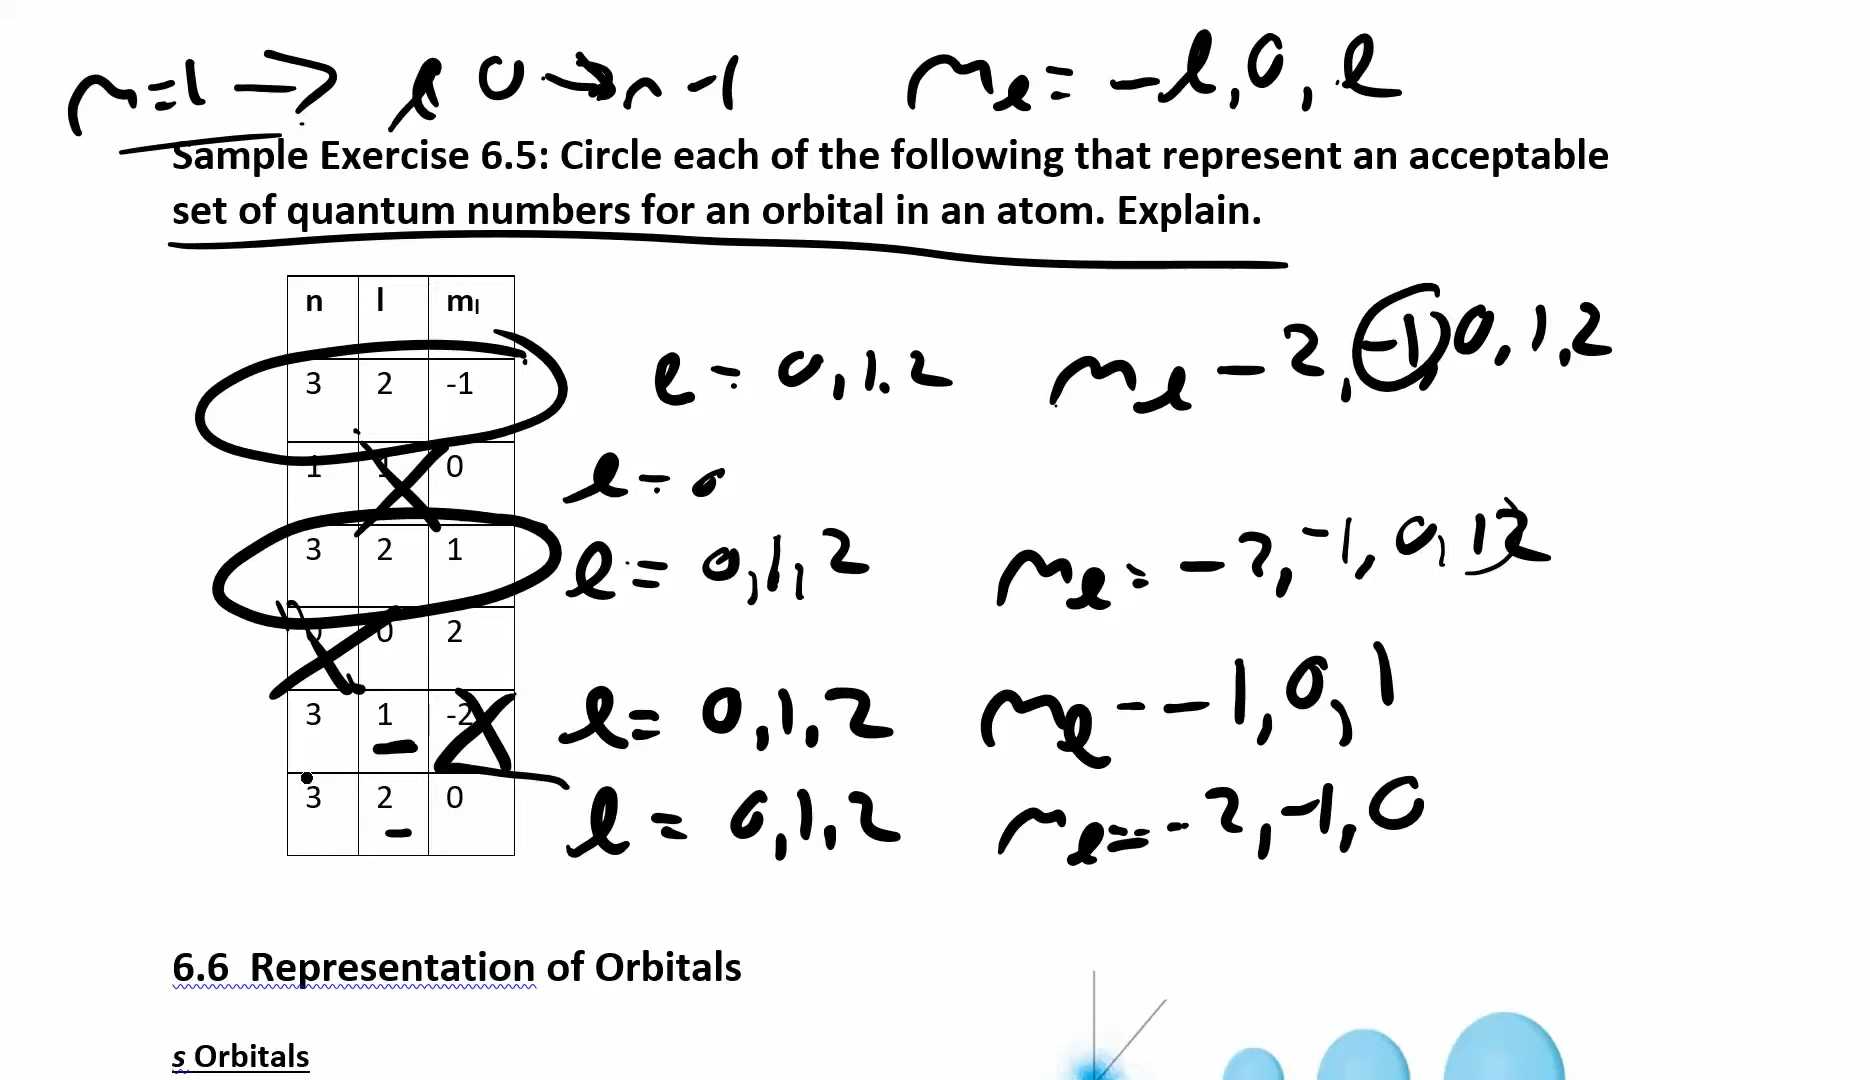 n=1 → l 0 → n-1 mℓ= -l, 0, l
Sample Exercise 6.5: Circle each of the following that represent an acceptable
set of quantum numbers for an orbital in an atom. Explain.
n l ml
3 2 -1 l = 0,1,2 mℓ -2, -1, 0, 1, 2
1 1 0 l = 0
3 2 1 l = 0,1,2 mℓ = -2, -1, 0, 1 2
0 0 2
3 1 -2 l = 0,1,2 mℓ - -1, 0, 1
3 2 0 l = 0,1,2 mℓ = -2, -1, 0
6.6 Representation of Orbitals
s Orbitals